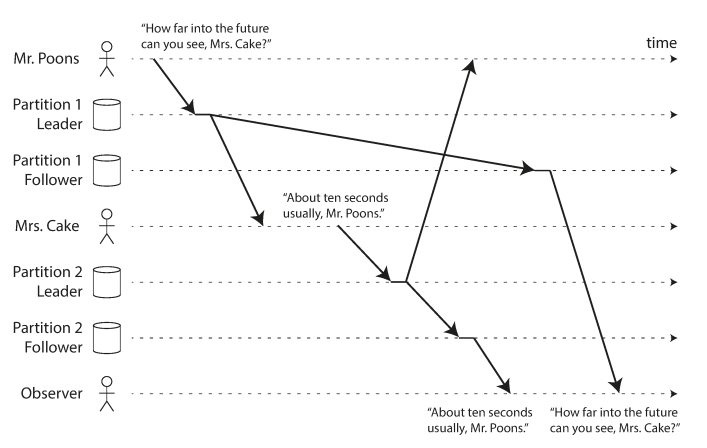 “How far into the future
can you see, Mrs. Cake?”
time
Mr. Poons
Partition 1
Leader
Partition 1
Follower
“About ten seconds
usually, Mr. Poons.”
Mrs. Cake
Partition 2
Leader
Partition 2
Follower
Observer
“About ten seconds
usually, Mr. Poons.”
“How far into the future
can you see, Mrs. Cake?”